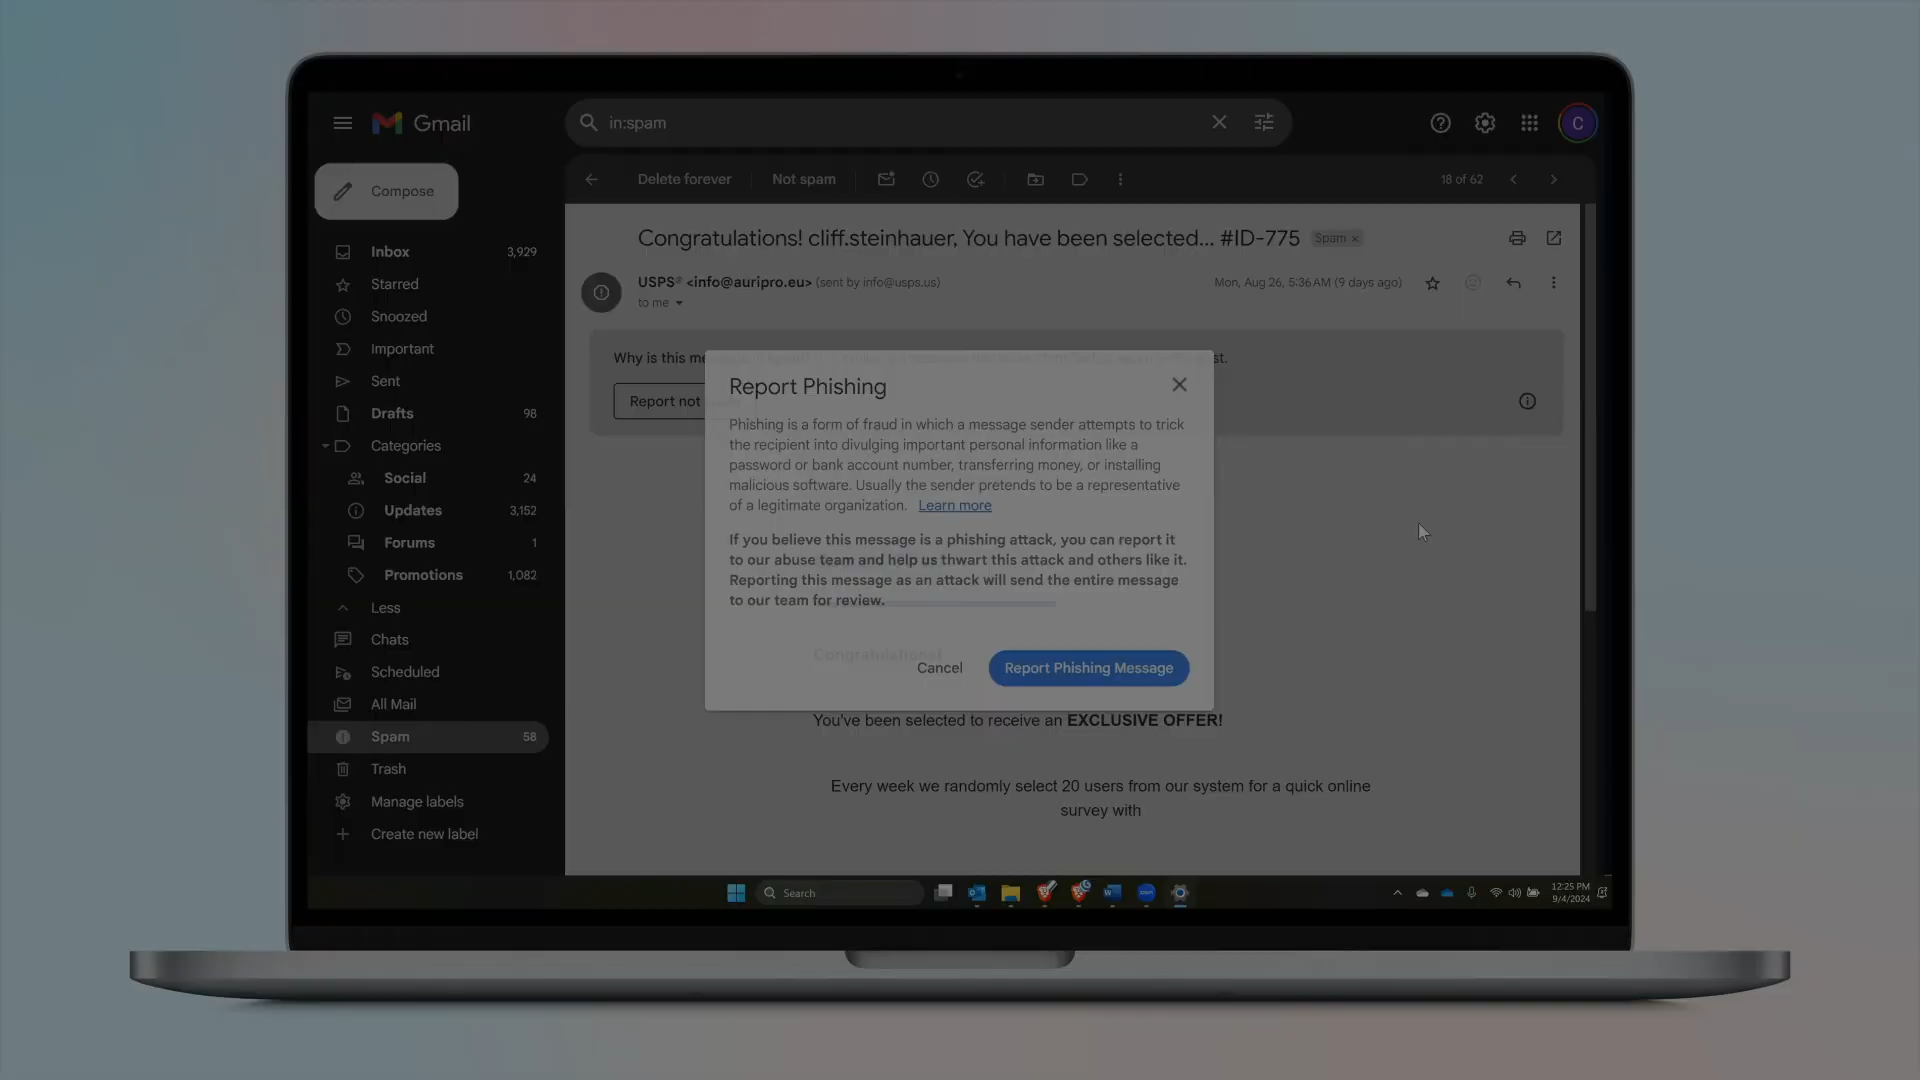 Gmail
in:spam
Compose
Delete forever
Not spam
18 of 62
Congratulations! cliff.steinhauer, You have been selected... #ID-775
Spam ×
USPS® <info@auripro.eu> (sent by info@usps.us)
Mon, Aug 26, 5:36 AM (9 days ago)
to me
Inbox 3,929
Starred
Snoozed
Important
Sent
Drafts 98
Categories
Social 24
Updates 3,152
Forums 1
Promotions 1,082
Less
Chats
Scheduled
All Mail
Spam 58
Trash
Manage labels
Create new label
Why is this
Report not
Report Phishing
Phishing is a form of fraud in which a message sender attempts to trick
the recipient into divulging important personal information like a
password or bank account number, transferring money, or installing
malicious software. Usually the sender pretends to be a representative
of a legitimate organization. Learn more
If you believe this message is a phishing attack, you can report it
to our abuse team and help us thwart this attack and others like it.
Reporting this message as an attack will send the entire message
to our team for review.
Congratulations!
Cancel
Report Phishing Message
You've been selected to receive an EXCLUSIVE OFFER!
Every week we randomly select 20 users from our system for a quick online
survey with
Search
12:25 PM
9/4/2024
C